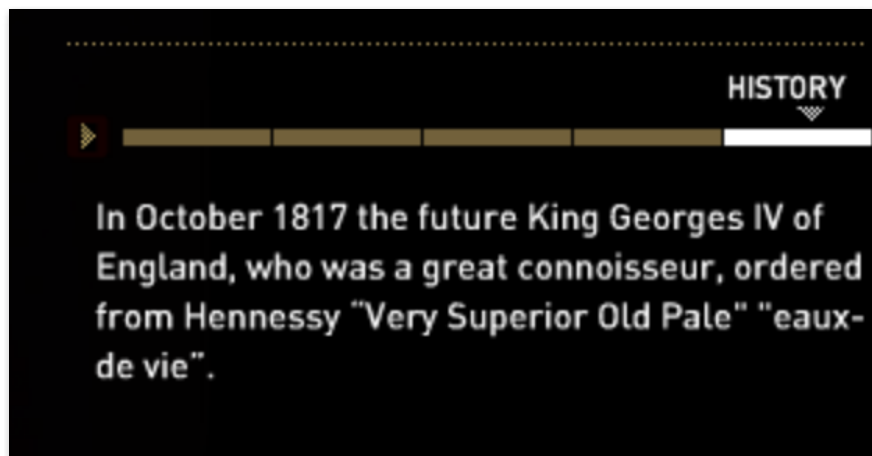 HISTORY
In October 1817 the future King Georges IV of
England, who was a great connoisseur, ordered
from Hennessy “Very Superior Old Pale" "eaux-
de vie”.